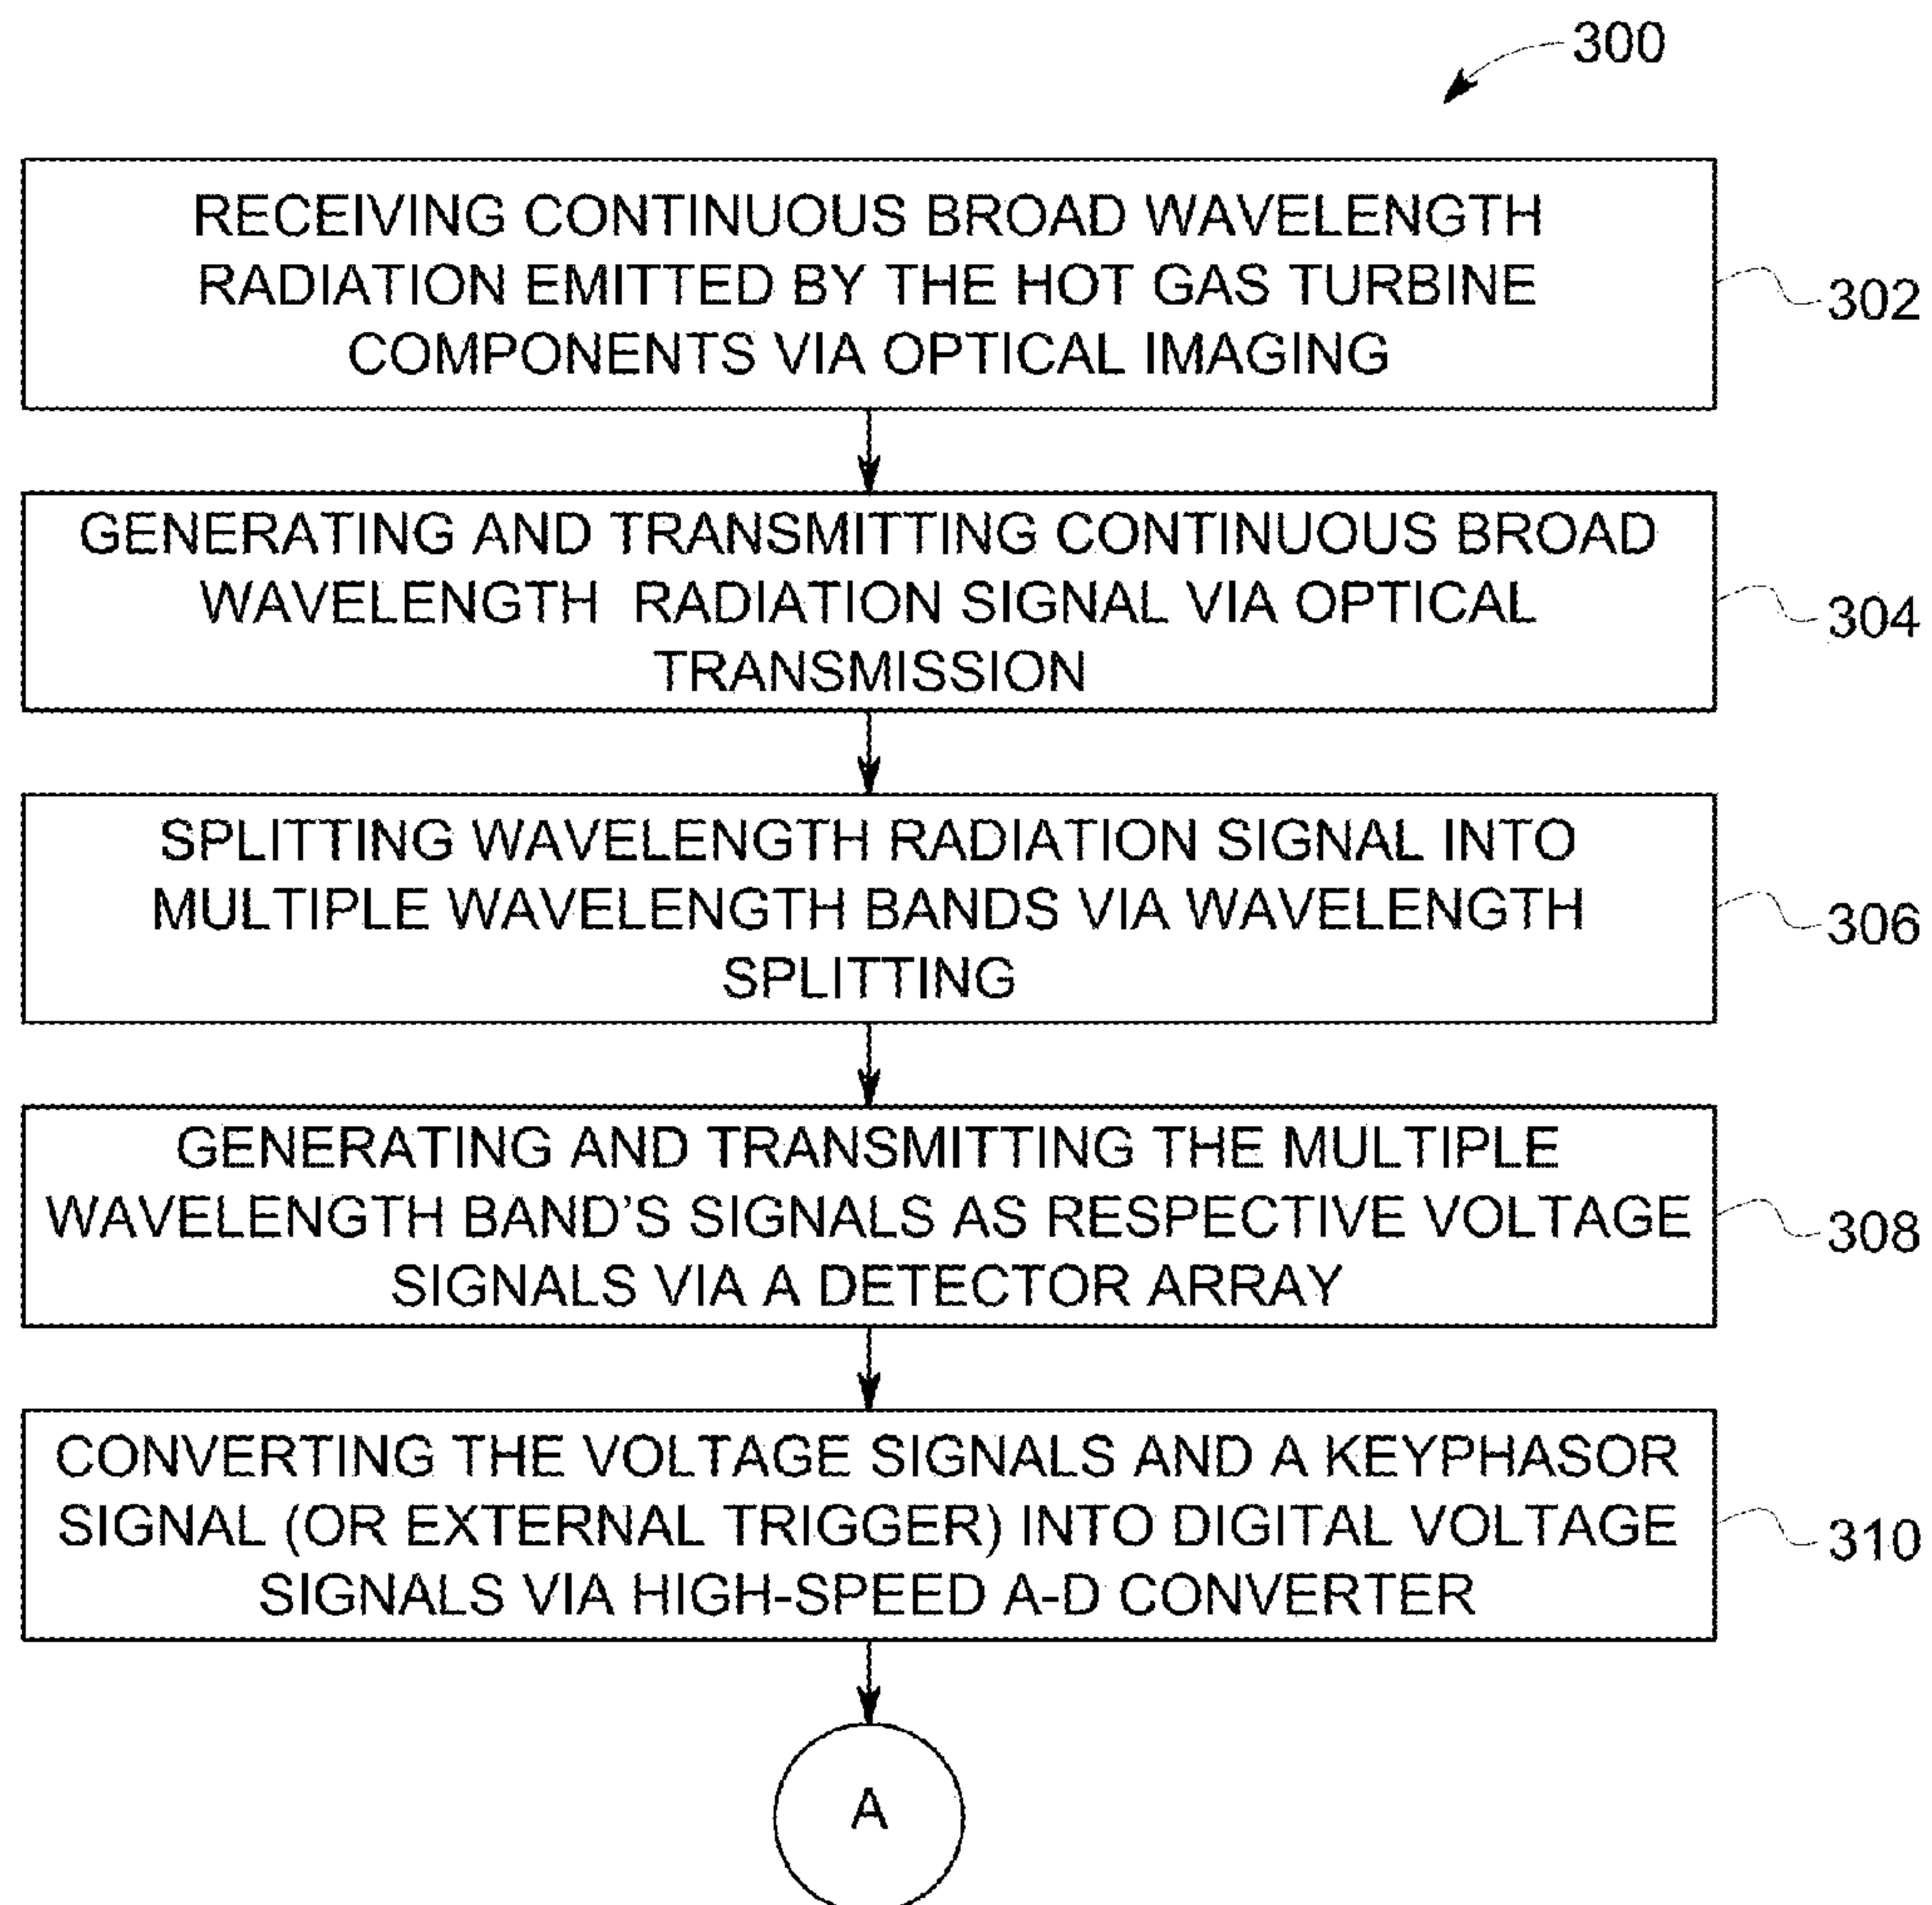 300
RECEIVING CONTINUOUS BROAD WAVELENGTH
RADIATION EMITTED BY THE HOT GAS TURBINE
COMPONENTS VIA OPTICAL IMAGING
302
GENERATING AND TRANSMITTING CONTINUOUS BROAD
WAVELENGTH RADIATION SIGNAL VIA OPTICAL
TRANSMISSION
304
SPLITTING WAVELENGTH RADIATION SIGNAL INTO
MULTIPLE WAVELENGTH BANDS VIA WAVELENGTH
SPLITTING
306
GENERATING AND TRANSMITTING THE MULTIPLE
WAVELENGTH BAND’S SIGNALS AS RESPECTIVE VOLTAGE
SIGNALS VIA A DETECTOR ARRAY
308
CONVERTING THE VOLTAGE SIGNALS AND A KEYPHASOR
SIGNAL (OR EXTERNAL TRIGGER) INTO DIGITAL VOLTAGE
SIGNALS VIA HIGH-SPEED A-D CONVERTER
310
A